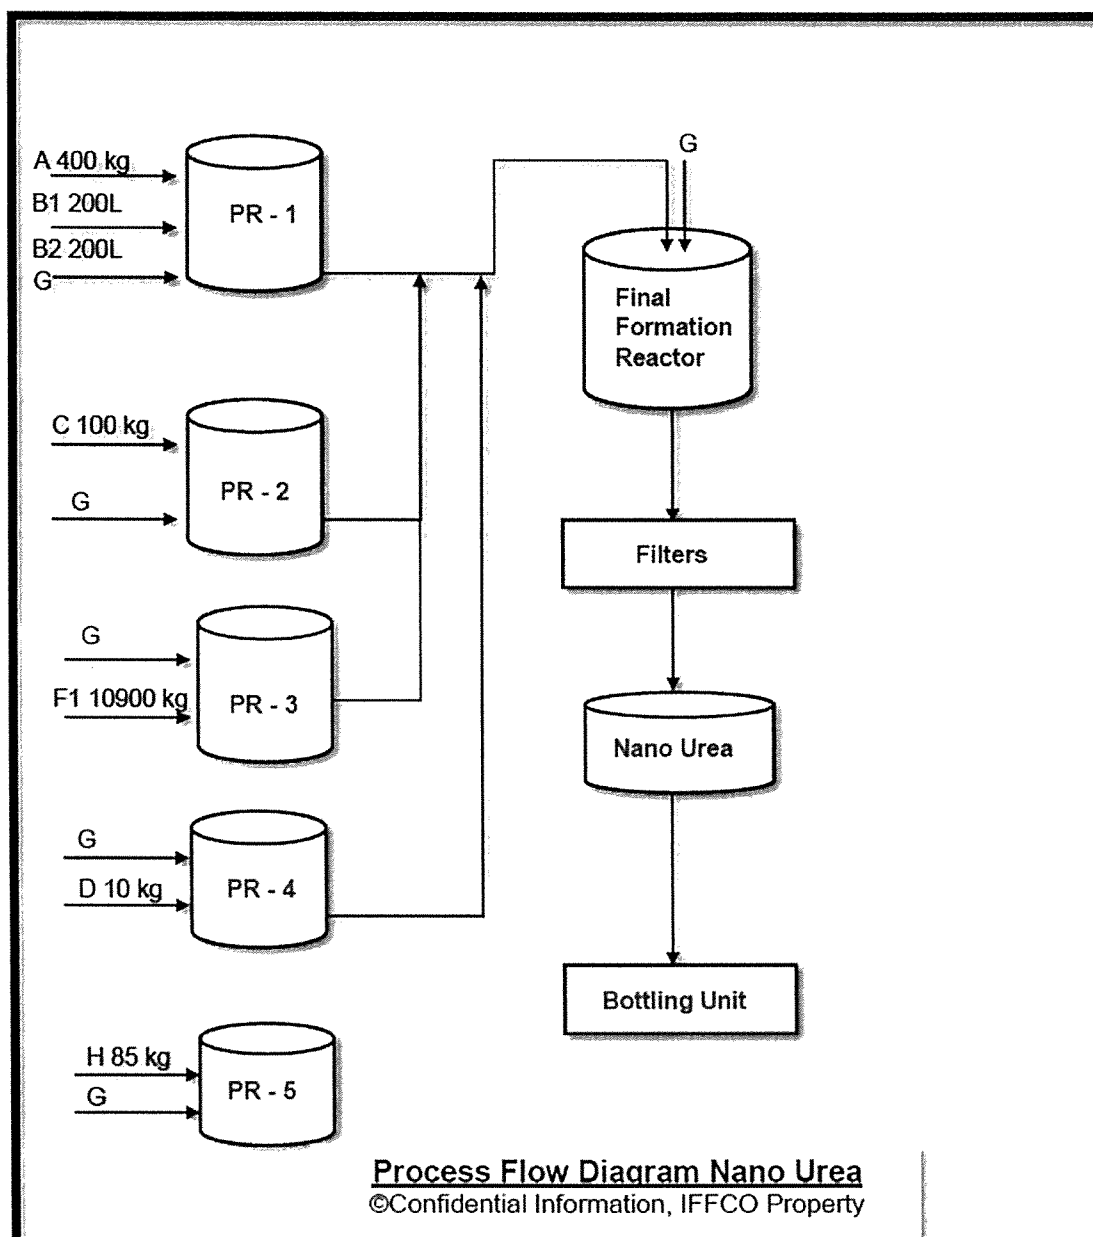 A 400 kg
B1 200L
B2 200L
G
PR - 1
G
Final
Formation
Reactor
C 100 kg
G
PR - 2
Filters
G
F1 10900 kg
PR - 3
Nano Urea
G
D 10 kg
PR - 4
Bottling Unit
H 85 kg
G
PR - 5
Process Flow Diagram Nano Urea
©Confidential Information, IFFCO Property